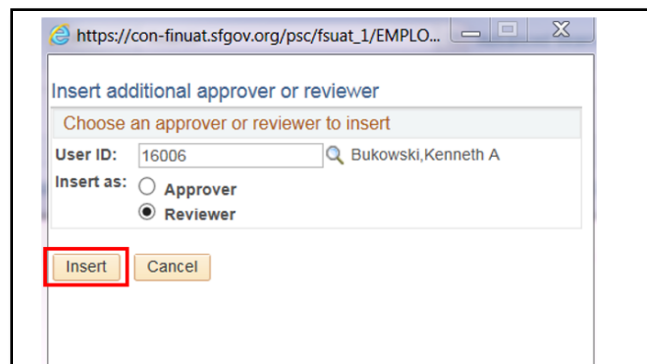 https://con-finuat.sfgov.org/psc/fsuat_1/EMPLO...
Insert additional approver or reviewer
Choose an approver or reviewer to insert
User ID: 16006 Bukowski,Kenneth A
Insert as: Approver
Reviewer
Insert Cancel